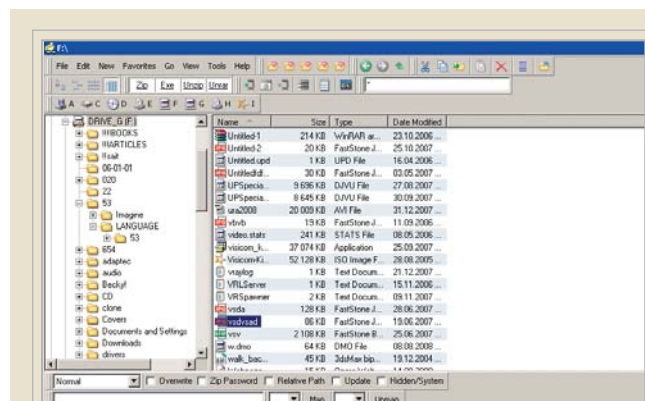 F:\
File Edit New Favorites Go View Tools Help
Zip Exe Unzip Unrar
A C D E F G H I
DRIVE_G (F:)
!!!BOOKS
!!!ARTICLES
06-01-01
020
22
53
Imagine
LANGUAGE
53
654
adaptec
audio
Becky!
CD
clone
Covers
Documents and Settings
Downloads
drivers
Name Size Type Date Modified
Untitled-1 214 KB WinRAR ar... 23.10.2006 ...
Untitled-2 20 KB FastStone J... 25.10.2007 ...
Untitled.upd 1 KB UPD File 16.04.2006 ...
30 KB FastStone J... 03.05.2007 ...
UPSpecia... 9 696 KB DJVU File 27.08.2007 ...
UPSpecia... 8 645 KB DJVU File 30.09.2007 ...
ura2008 20 009 KB AVI File 31.12.2007 ...
vbvb 19 KB FastStone J... 11.09.2006 ...
video.stats 241 KB STATS File 08.05.2006 ...
visicom_k... 37 074 KB Application 25.09.2007 ...
Visicom-Ki... 52 128 KB ISO Image F... 28.08.2005 ...
vraylog 1 KB Text Docum... 21.12.2007 ...
VRLServer 1 KB Text Docum... 15.11.2006 ...
VRSpawner 2 KB Text Docum... 09.11.2007 ...
vsda 128 KB FastStone J... 28.06.2007 ...
vsdvsad 86 KB FastStone J... 19.06.2007 ...
vsv 2 108 KB FastStone B... 25.06.2007 ...
w.dmo 64 KB DMO File 08.08.2008 ...
walk_bac... 45 KB 3dsMax bip... 19.12.2004 ...
Normal Overwrite Zip Password Relative Path Update Hidden/System